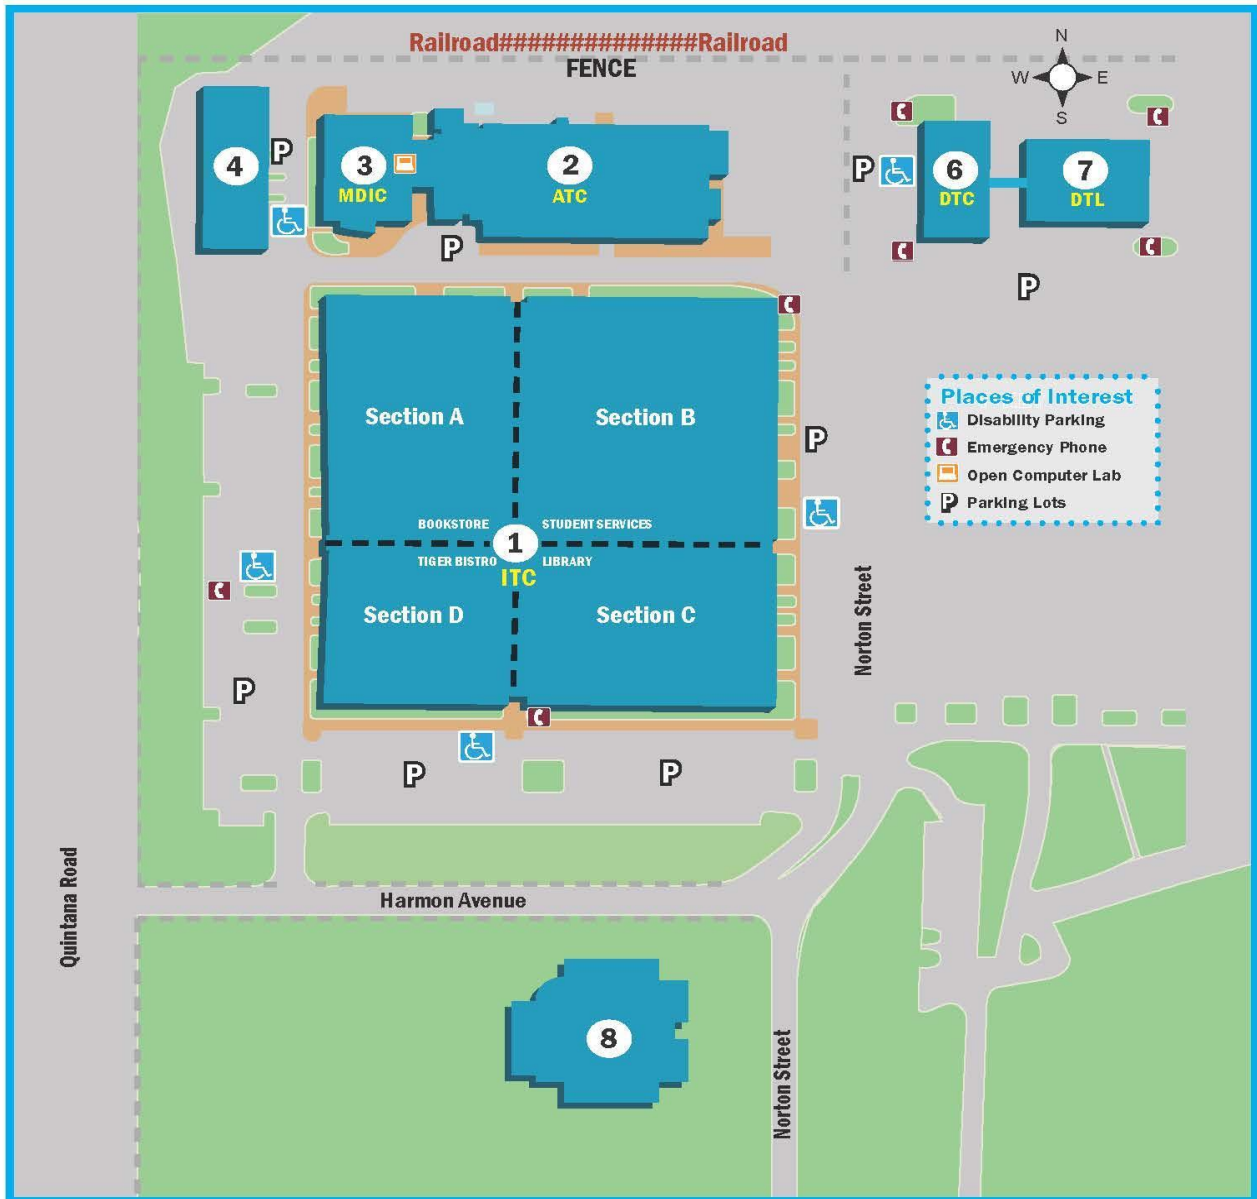 Railroad##############Railroad
FENCE
N
W E
S
4
P
3
MDIC
2
ATC
P
P
6
DTC
7
DTL
P
Section A
Section B
P
BOOKSTORE
STUDENT SERVICES
1
ITC
TIGER BISTRO
LIBRARY
Section D
Section C
Places of Interest
Disability Parking
Emergency Phone
Open Computer Lab
P Parking Lots
Norton Street
P
P
P
Harmon Avenue
Quintana Road
8
Norton Street